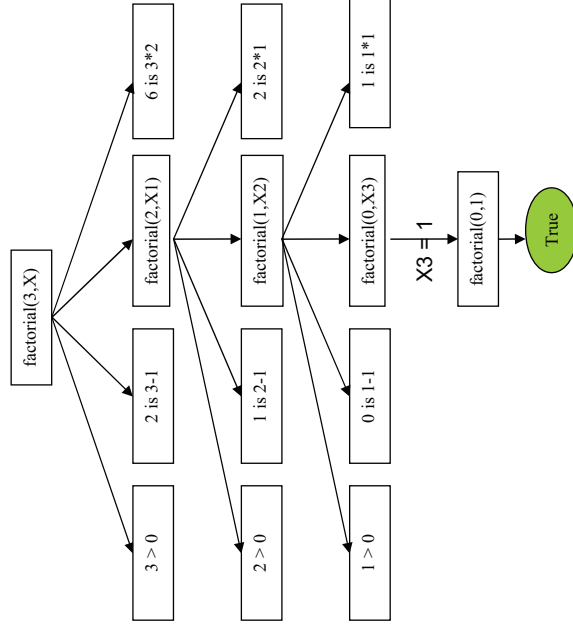 factorial(3,X)
3 > 0
2 is 3-1
factorial(2,X1)
6 is 3*2
2 > 0
1 is 2-1
factorial(1,X2)
2 is 2*1
1 > 0
0 is 1-1
factorial(0,X3)
1 is 1*1
X3 = 1
factorial(0,1)
True